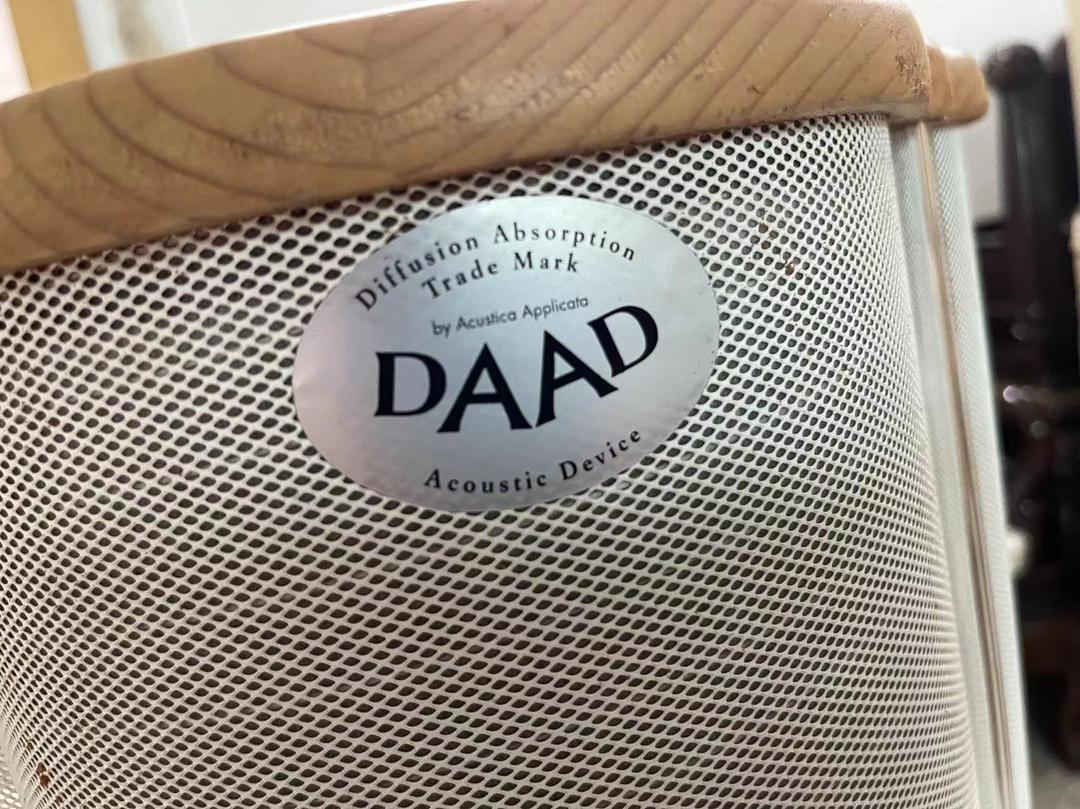 Diffusion Absorption
Trade Mark
by Acustica Applicata
DAAD
Acoustic Device